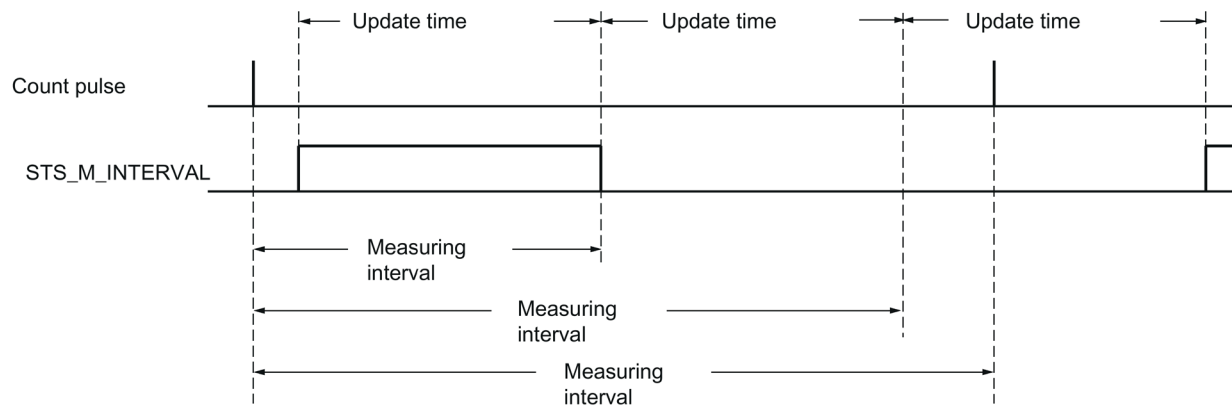 Update time
Update time
Update time
Count pulse
STS_M_INTERVAL
Measuring
interval
Measuring
interval
Measuring
interval